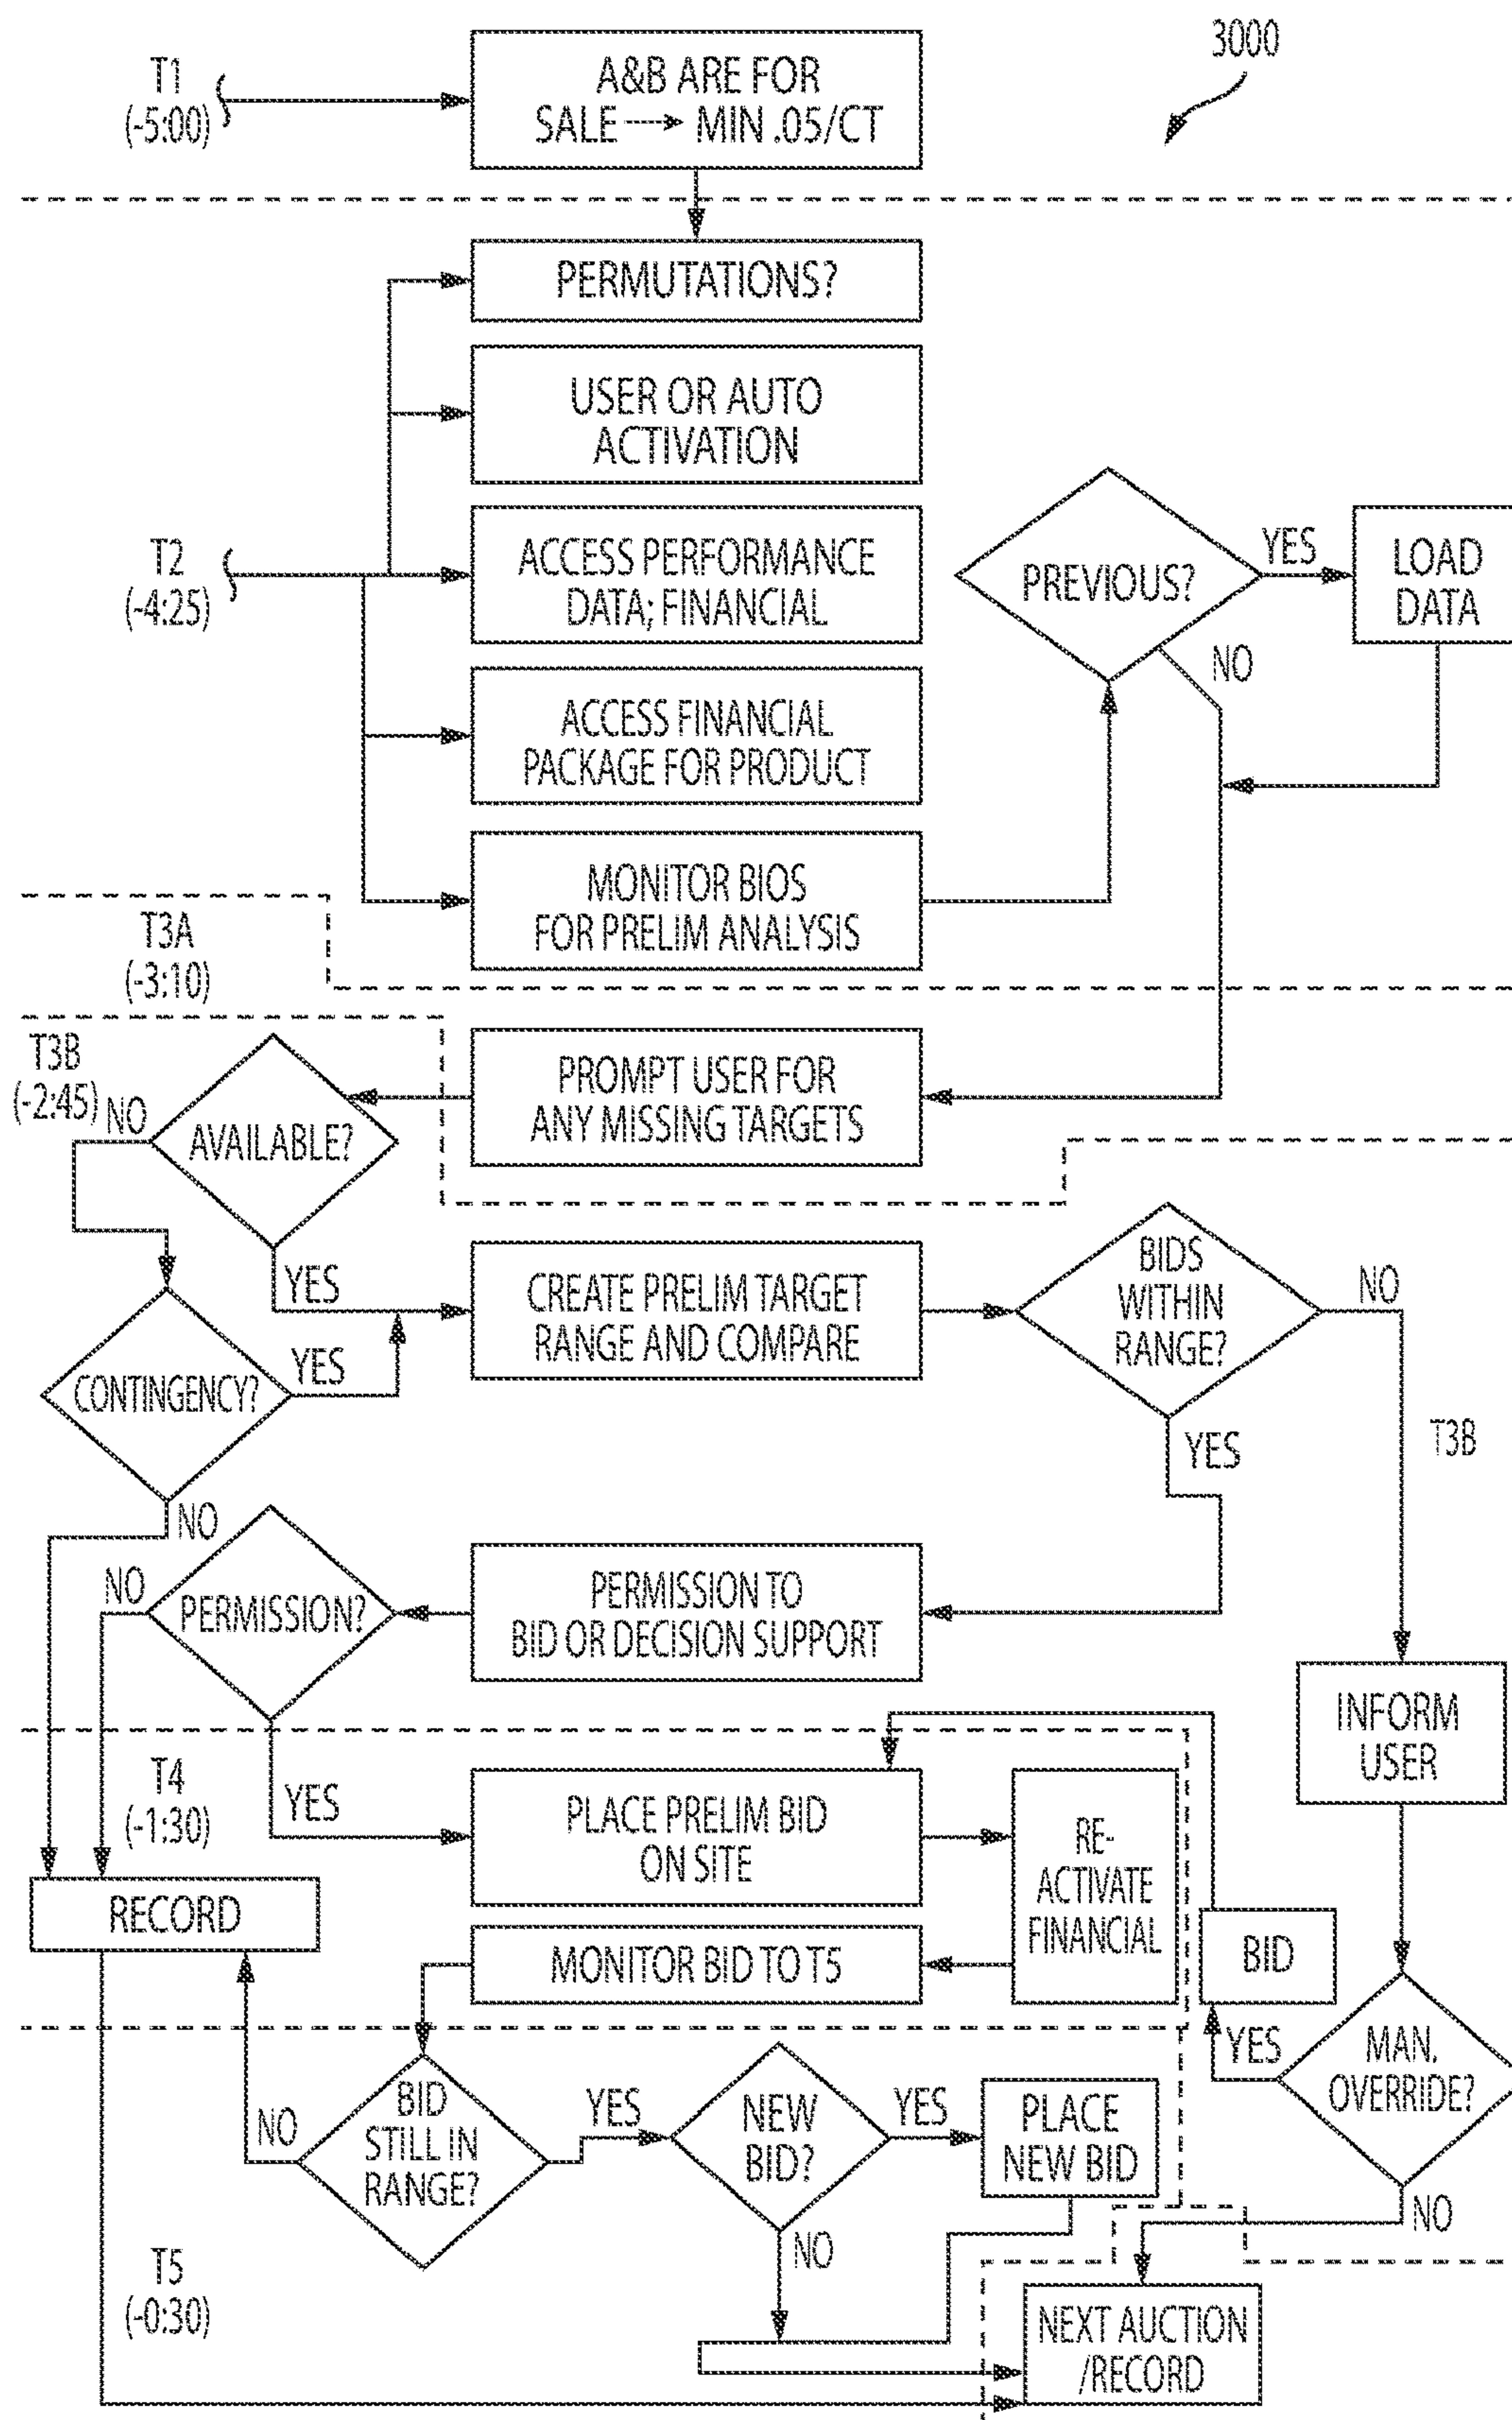 3000
T1
(-5:00)
A&B ARE FOR
SALE ---> MIN .05/CT
PERMUTATIONS?
USER OR AUTO
ACTIVATION
T2
(-4:25)
ACCESS PERFORMANCE
DATA; FINANCIAL
PREVIOUS?
YES
LOAD
DATA
NO
ACCESS FINANCIAL
PACKAGE FOR PRODUCT
MONITOR BIOS
FOR PRELIM ANALYSIS
T3A
(-3:10)
T3B
(-2:45)
NO
AVAILABLE?
PROMPT USER FOR
ANY MISSING TARGETS
YES
CREATE PRELIM TARGET
RANGE AND COMPARE
BIDS
WITHIN
RANGE?
NO
CONTINGENCY?
YES
YES
T3B
NO
NO
PERMISSION?
PERMISSION TO
BID OR DECISION SUPPORT
INFORM
USER
T4
(-1:30)
YES
PLACE PRELIM BID
ON SITE
RE-
ACTIVATE
FINANCIAL
RECORD
MONITOR BID TO T5
BID
YES
MAN.
OVERRIDE?
NO
BID
STILL IN
RANGE?
YES
NEW
BID?
YES
PLACE
NEW BID
NO
NO
T5
(-0:30)
NEXT AUCTION
/RECORD